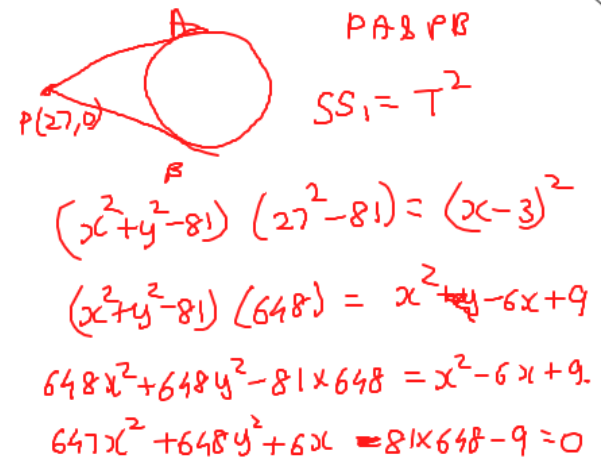 A
PA & PB
P(27,0)
SS₁ = T²
B
(x²+y²-81) (27²-81) = (x-3)²
(x²+y²-81) (648) = x² -6x+9
648x²+648y²-81×648 = x²-6x+9.
647x²+648y²+6x -81×648-9=0